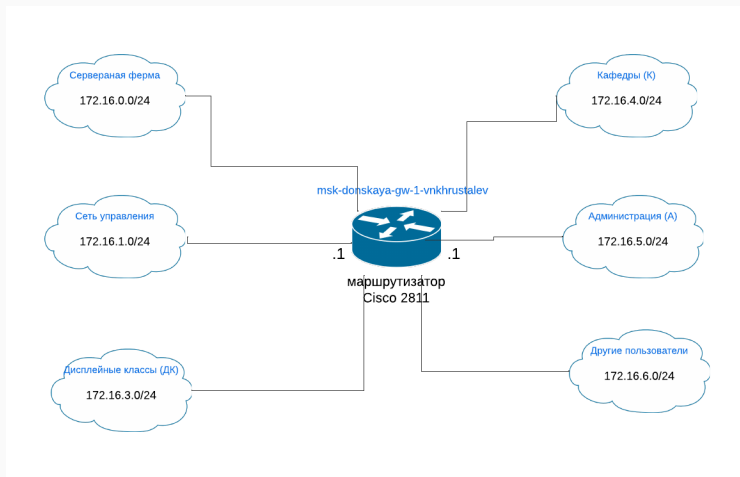 Сервераная ферма
172.16.0.0/24
Кафедры (К)
172.16.4.0/24
msk-donskaya-gw-1-vnkhrustalev
Сеть управления
172.16.1.0/24
Администрация (А)
172.16.5.0/24
.1
.1
маршрутизатор
Cisco 2811
Дисплейные классы (ДК)
172.16.3.0/24
Другие пользователи
172.16.6.0/24